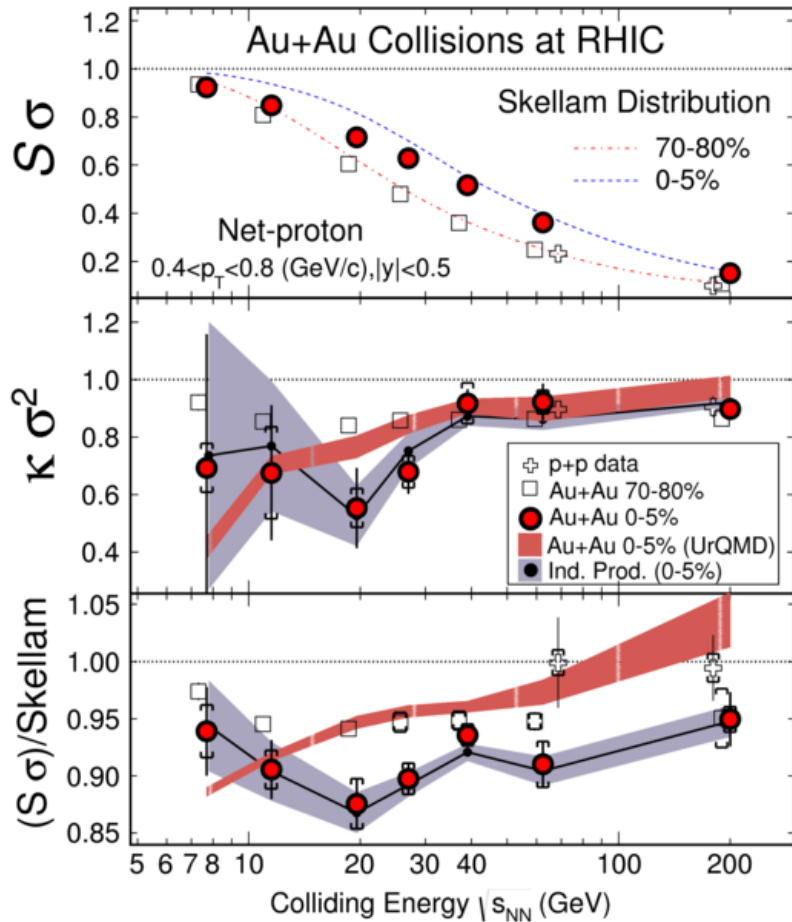 Au+Au Collisions at RHIC
Skellam Distribution
70-80%
0-5%
Net-proton
0.4<p_T<0.8 (GeV/c),|y|<0.5
S σ
1.2
1.0
0.8
0.6
0.4
0.2
κ σ²
1.2
1.0
0.8
0.6
0.4
p+p data
Au+Au 70-80%
Au+Au 0-5%
Au+Au 0-5% (UrQMD)
Ind. Prod. (0-5%)
(S σ)/Skellam
1.05
1.00
0.95
0.90
0.85
5 6 7 8 10 20 30 40 100 200
Colliding Energy √s_NN (GeV)